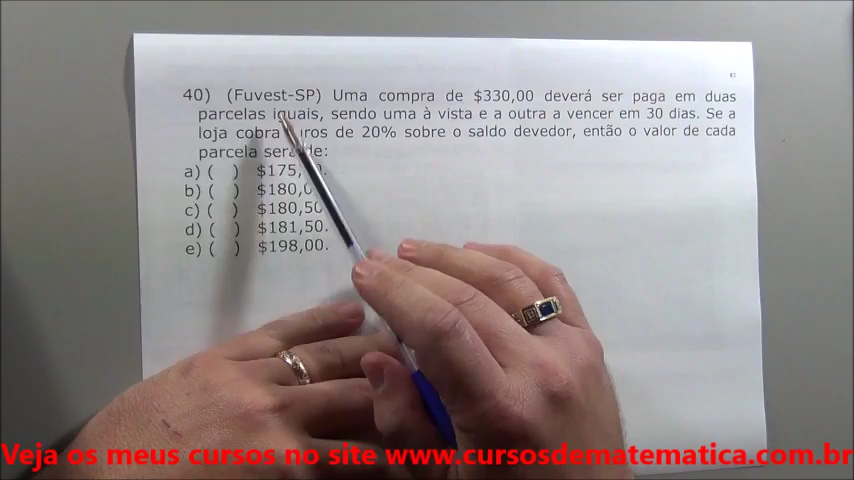 83
40) (Fuvest-SP) Uma compra de $330,00 deverá ser paga em duas
parcelas iguais, sendo uma à vista e a outra a vencer em 30 dias. Se a
loja cobra juros de 20% sobre o saldo devedor, então o valor de cada
parcela será de:
a) ( ) $175,00.
b) ( ) $180,0
c) ( ) $180,50
d) ( ) $181,50.
e) ( ) $198,00.
Veja os meus cursos no site www.cursosdematematica.com.br